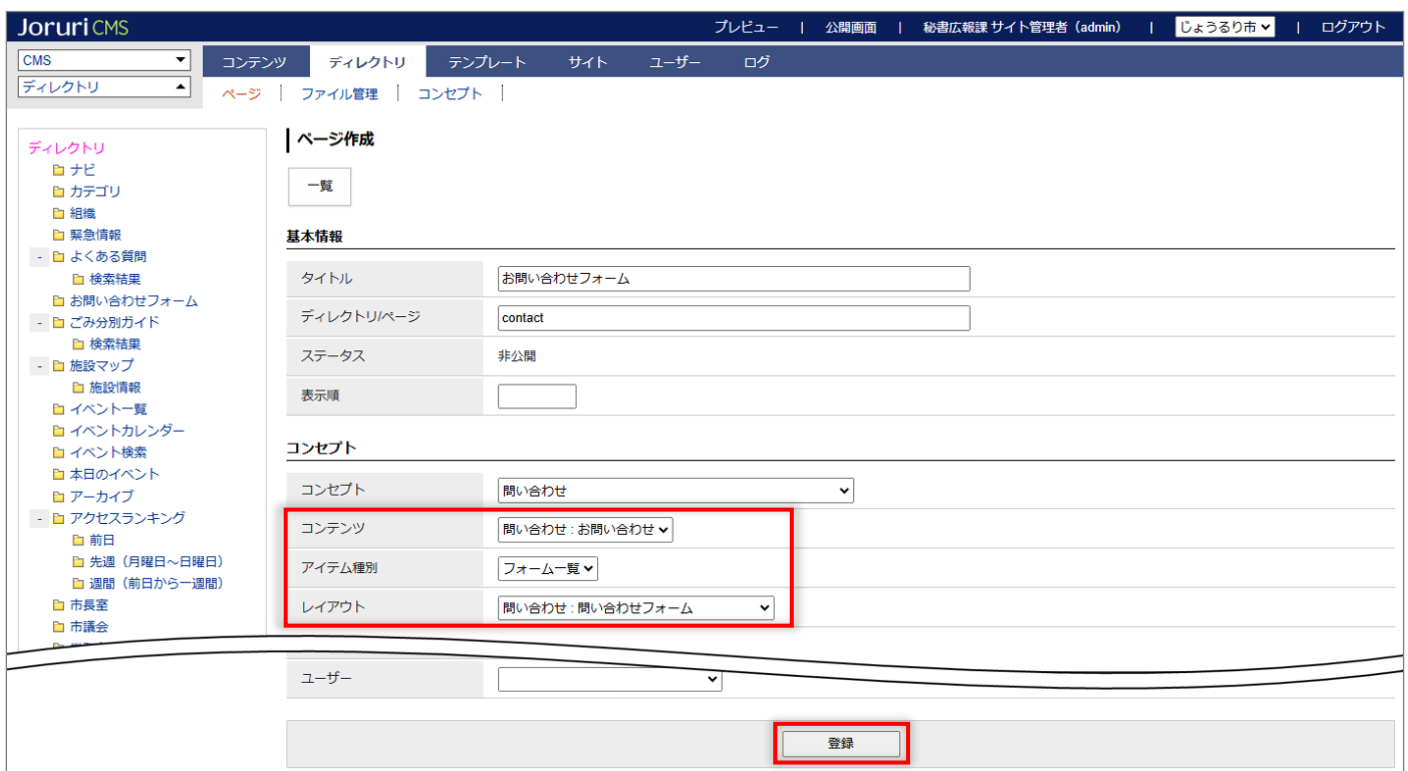 Joruri CMS プレビュー | 公開画面 | 秘書広報課 サイト管理者（admin） | じょうるり市 | ログアウト
CMS
ディレクトリ
コンテンツ ディレクトリ テンプレート サイト ユーザー ログ
ページ ファイル管理 コンセプト
ディレクトリ
ナビ
カテゴリ
組織
緊急情報
- よくある質問
検索結果
お問い合わせフォーム
- ごみ分別ガイド
検索結果
- 施設マップ
施設情報
イベント一覧
イベントカレンダー
イベント検索
本日のイベント
アーカイブ
- アクセスランキング
前日
先週（月曜日～日曜日）
週間（前日から一週間）
市長室
市議会
ページ作成
一覧
基本情報
タイトル お問い合わせフォーム
ディレクトリ/ページ contact
ステータス 非公開
表示順
コンセプト
コンセプト 問い合わせ
コンテンツ 問い合わせ : お問い合わせ
アイテム種別 フォーム一覧
レイアウト 問い合わせ : 問い合わせフォーム
ユーザー
登録